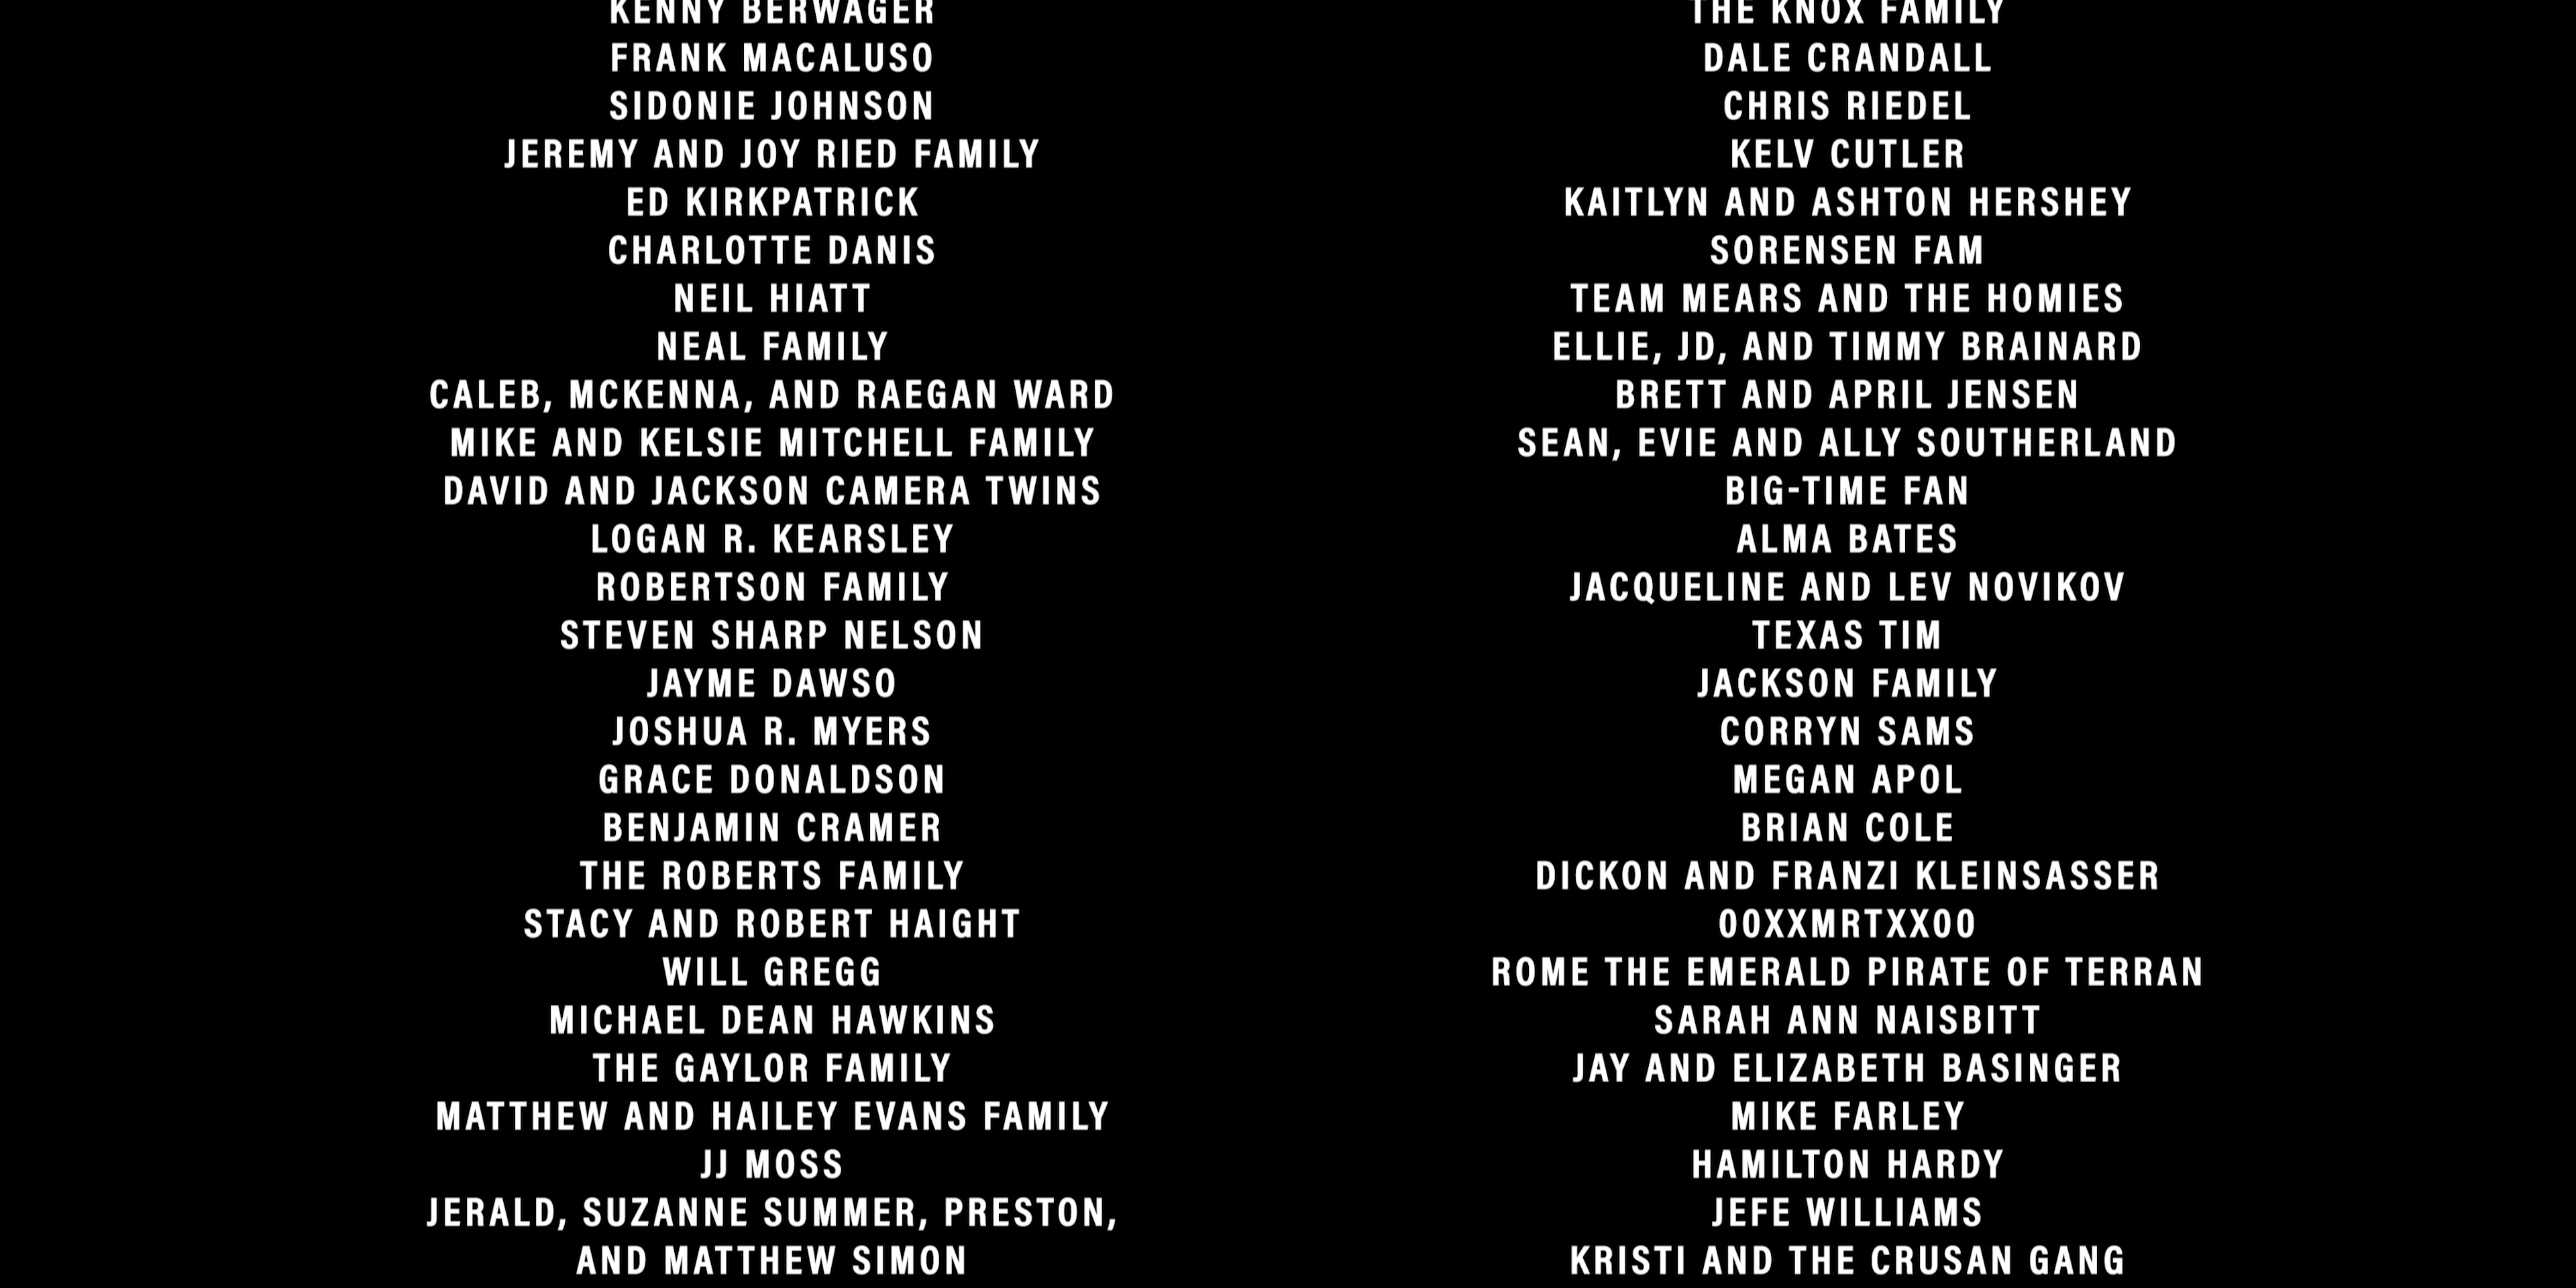 KENNY BERWAGER
FRANK MACALUSO
SIDONIE JOHNSON
JEREMY AND JOY RIED FAMILY
ED KIRKPATRICK
CHARLOTTE DANIS
NEIL HIATT
NEAL FAMILY
CALEB, MCKENNA, AND RAEGAN WARD
MIKE AND KELSIE MITCHELL FAMILY
DAVID AND JACKSON CAMERA TWINS
LOGAN R. KEARSLEY
ROBERTSON FAMILY
STEVEN SHARP NELSON
JAYME DAWSO
JOSHUA R. MYERS
GRACE DONALDSON
BENJAMIN CRAMER
THE ROBERTS FAMILY
STACY AND ROBERT HAIGHT
WILL GREGG
MICHAEL DEAN HAWKINS
THE GAYLOR FAMILY
MATTHEW AND HAILEY EVANS FAMILY
JJ MOSS
JERALD, SUZANNE SUMMER, PRESTON,
AND MATTHEW SIMON
THE KNOX FAMILY
DALE CRANDALL
CHRIS RIEDEL
KELV CUTLER
KAITLYN AND ASHTON HERSHEY
SORENSEN FAM
TEAM MEARS AND THE HOMIES
ELLIE, JD, AND TIMMY BRAINARD
BRETT AND APRIL JENSEN
SEAN, EVIE AND ALLY SOUTHERLAND
BIG-TIME FAN
ALMA BATES
JACQUELINE AND LEV NOVIKOV
TEXAS TIM
JACKSON FAMILY
CORRYN SAMS
MEGAN APOL
BRIAN COLE
DICKON AND FRANZI KLEINSASSER
OOXXMRTXXOO
ROME THE EMERALD PIRATE OF TERRAN
SARAH ANN NAISBITT
JAY AND ELIZABETH BASINGER
MIKE FARLEY
HAMILTON HARDY
JEFE WILLIAMS
KRISTI AND THE CRUSAN GANG